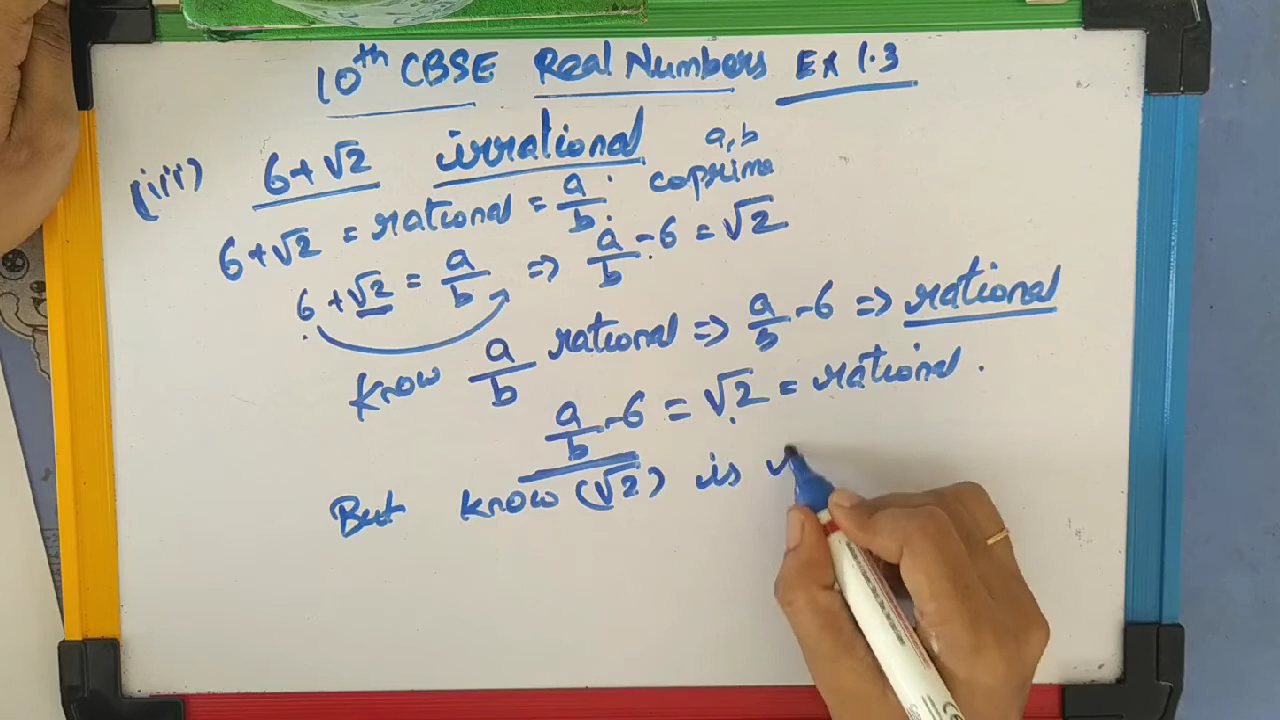 10th CBSE Real Numbers Ex 1.3
(iii) 6+√2 irrational a,b
6+√2 = rational = a/b coprime
6+√2 = a/b => a/b - 6 = √2
know a/b rational => a/b - 6 => rational
a/b - 6 = √2 = rational.
But know (√2) is